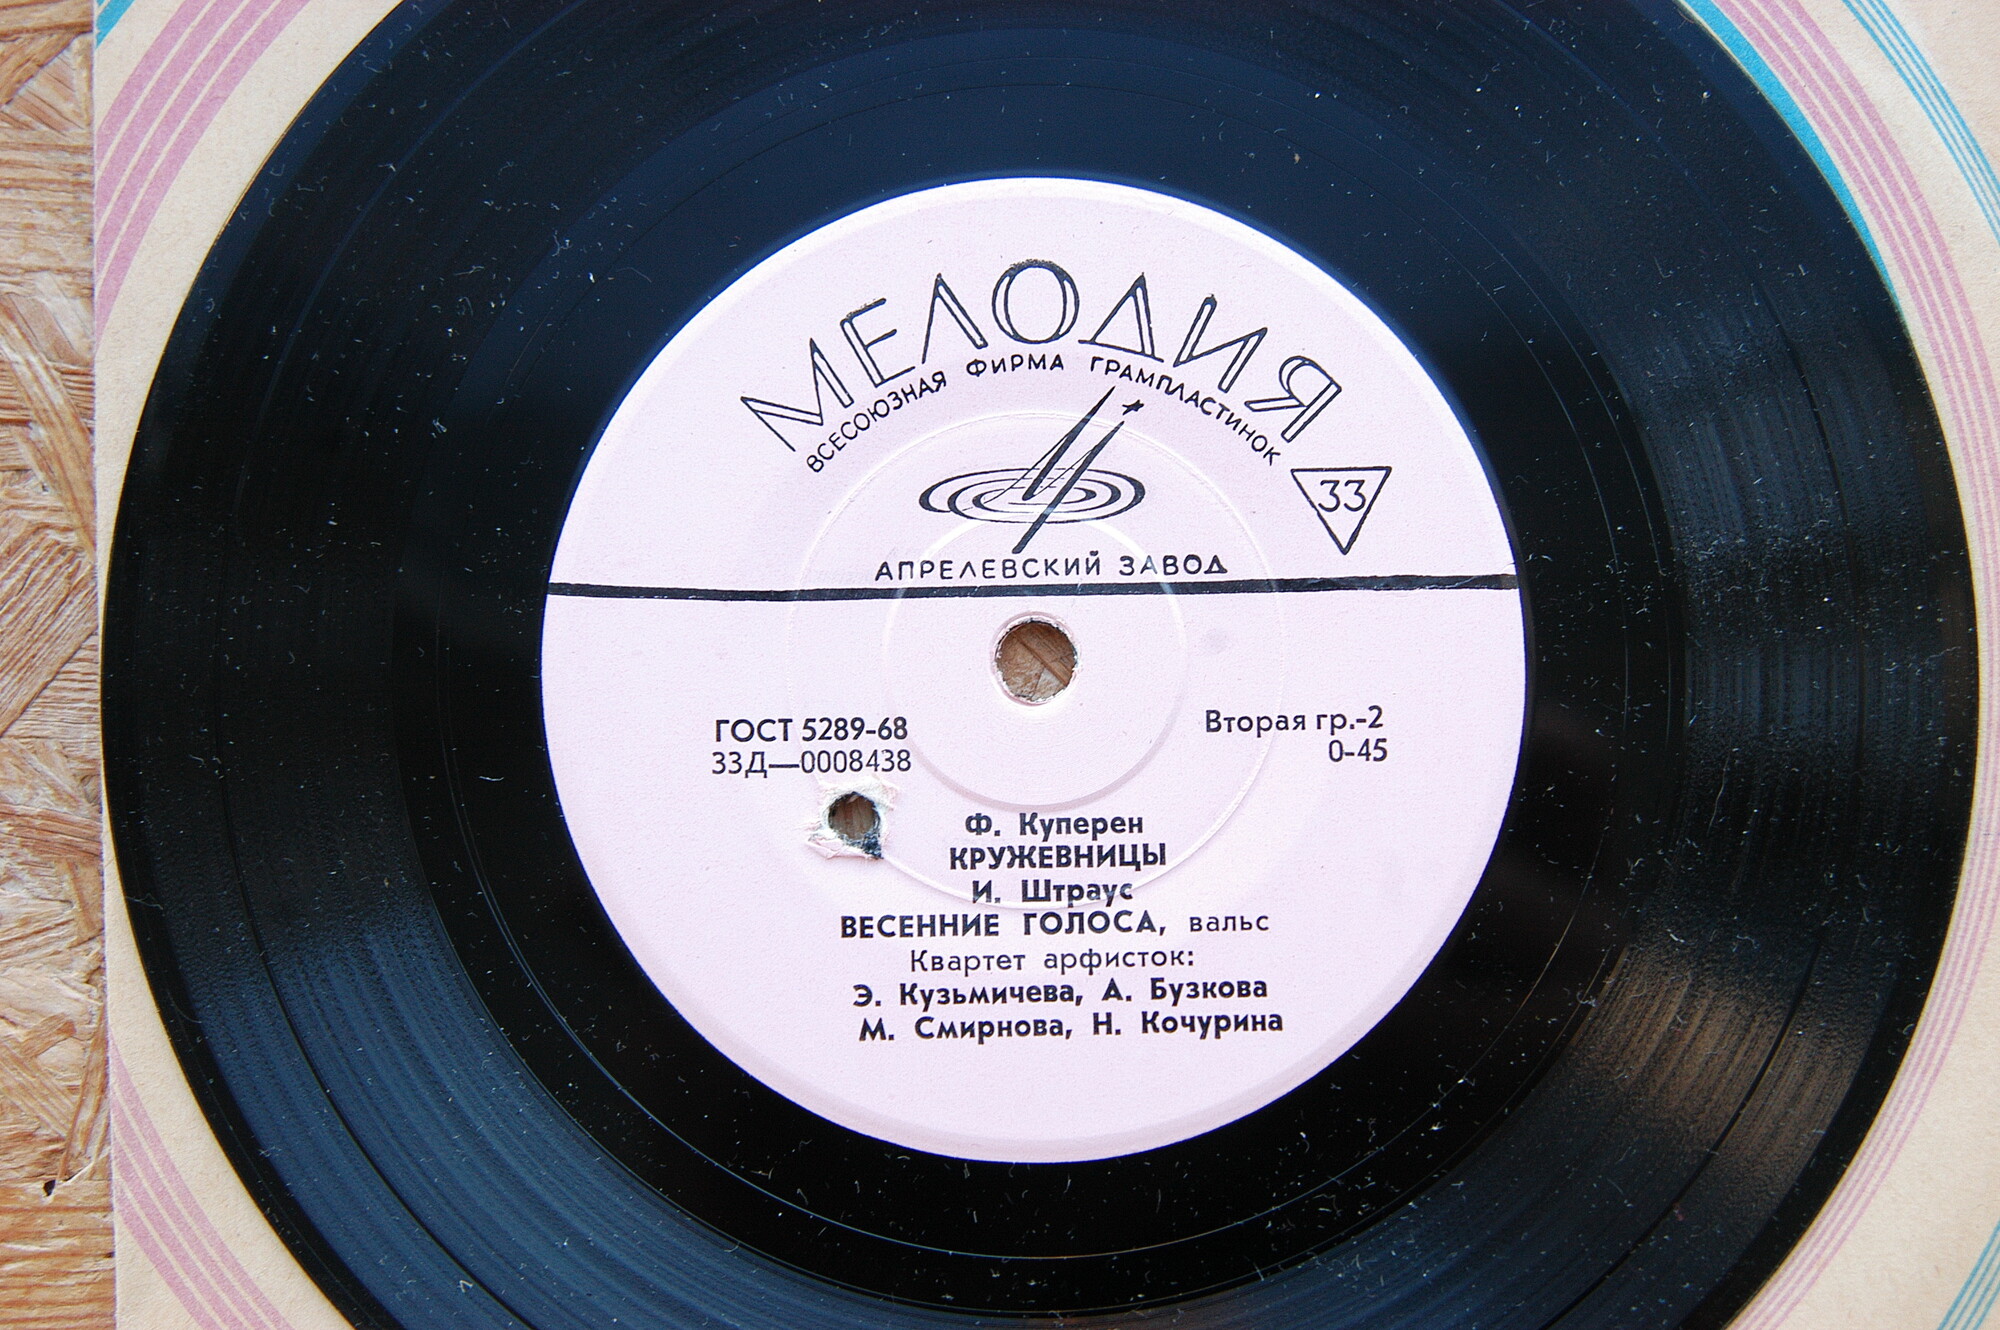 МЕЛОДИЯ
ВСЕСОЮЗНАЯ ФИРМА ГРАМПЛАСТИНОК
33
АПРЕЛЕВСКИЙ ЗАВОД
ГОСТ 5289-68
33Д—0008438
Вторая гр.-2
0-45
Ф. Куперен
КРУЖЕВНИЦЫ
И. Штраус
ВЕСЕННИЕ ГОЛОСА, вальс
Квартет арфисток:
Э. Кузьмичева, А. Бузкова
М. Смирнова, Н. Кочурина